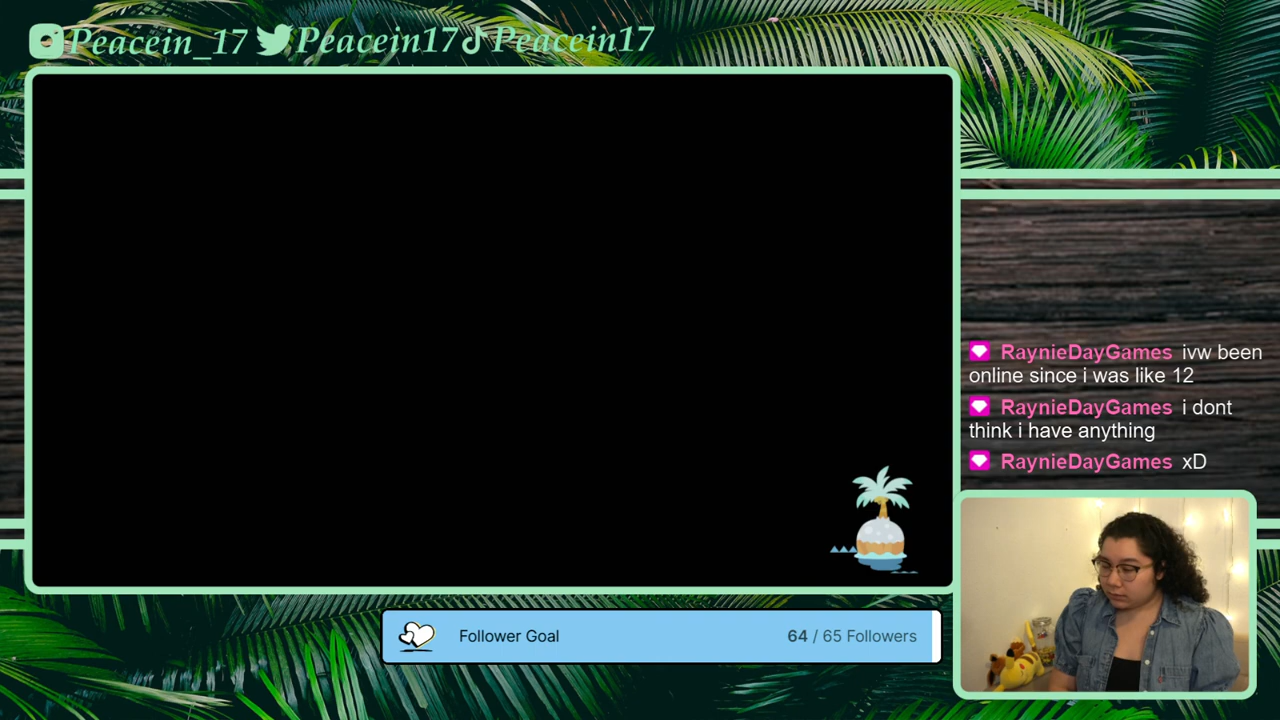 Peacein_17 Peacein17 Peacein17
RaynieDayGames ivw been
online since i was like 12
RaynieDayGames i dont
think i have anything
RaynieDayGames xD
Follower Goal 64 / 65 Followers